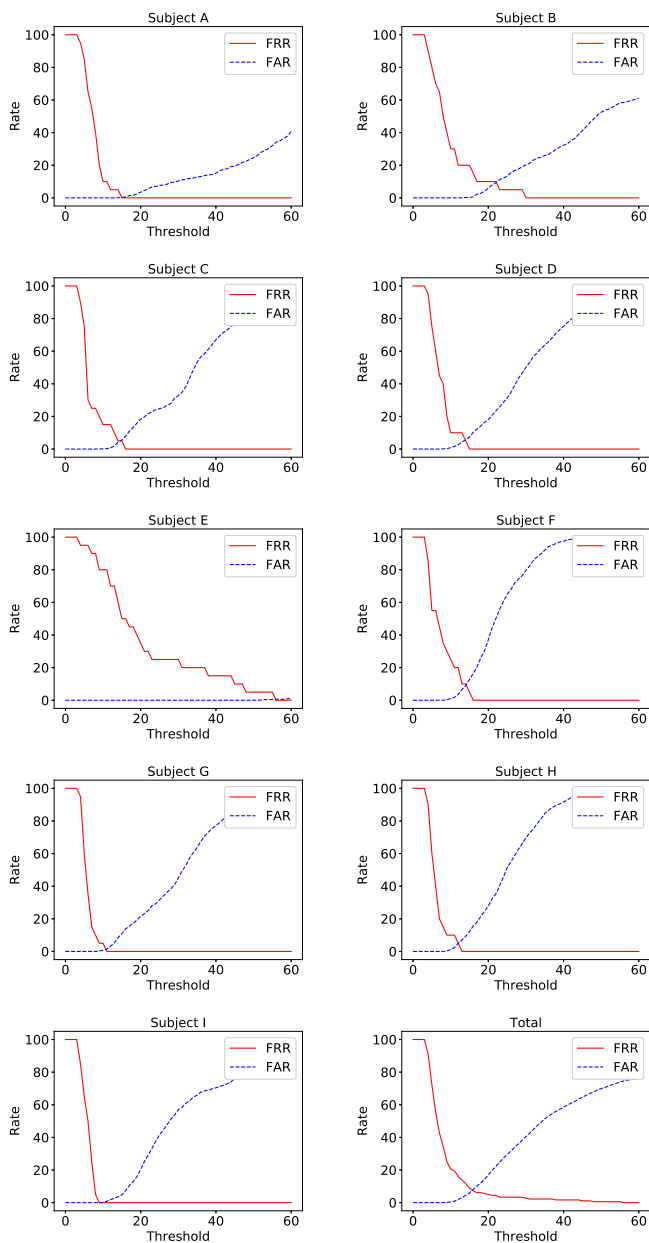 Subject A
100
80
60
40
20
0
Rate
FRR
FAR
0 20 40 60
Threshold
Subject B
100
80
60
40
20
0
Rate
FRR
FAR
0 20 40 60
Threshold
Subject C
100
80
60
40
20
0
Rate
FRR
FAR
0 20 40 60
Threshold
Subject D
100
80
60
40
20
0
Rate
FRR
FAR
0 20 40 60
Threshold
Subject E
100
80
60
40
20
0
Rate
FRR
FAR
0 20 40 60
Threshold
Subject F
100
80
60
40
20
0
Rate
FRR
FAR
0 20 40 60
Threshold
Subject G
100
80
60
40
20
0
Rate
FRR
FAR
0 20 40 60
Threshold
Subject H
100
80
60
40
20
0
Rate
FRR
FAR
0 20 40 60
Threshold
Subject I
100
80
60
40
20
0
Rate
FRR
FAR
0 20 40 60
Threshold
Total
100
80
60
40
20
0
Rate
FRR
FAR
0 20 40 60
Threshold